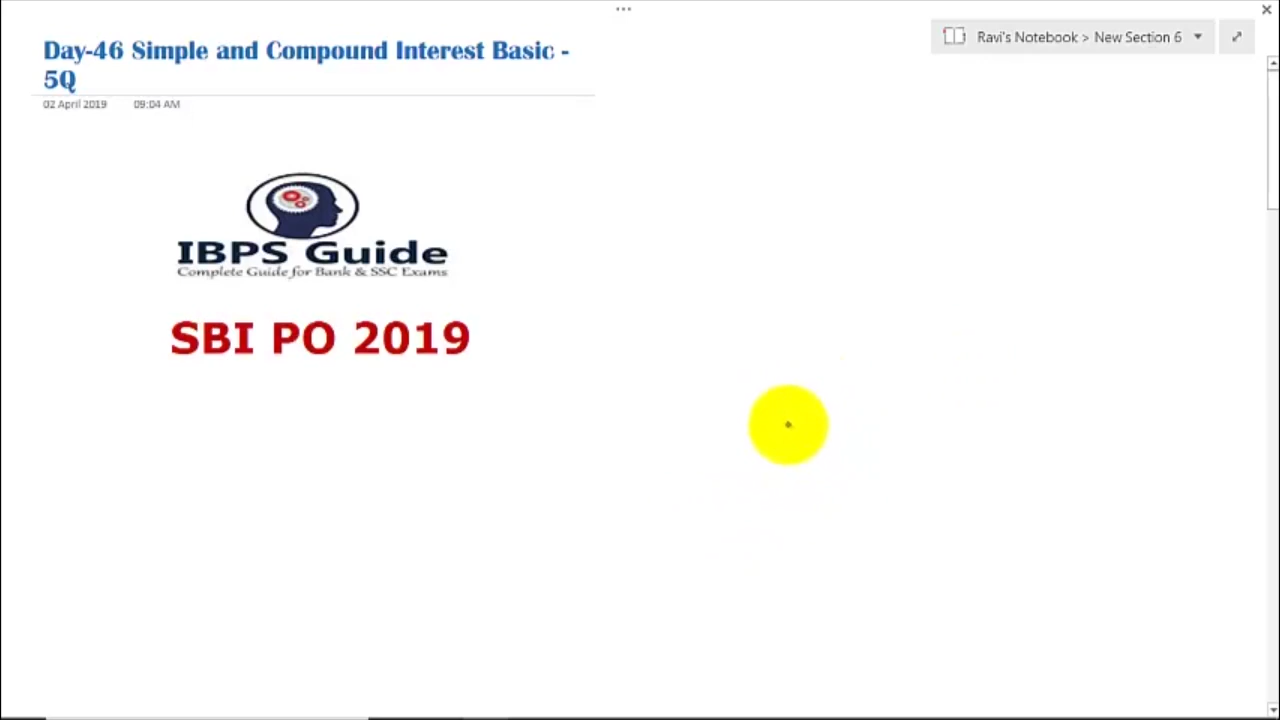 Day-46 Simple and Compound Interest Basic -
5Q
02 April 2019 09:04 AM
Ravi's Notebook > New Section 6
IBPS Guide
Complete Guide for Bank & SSC Exams
SBI PO 2019